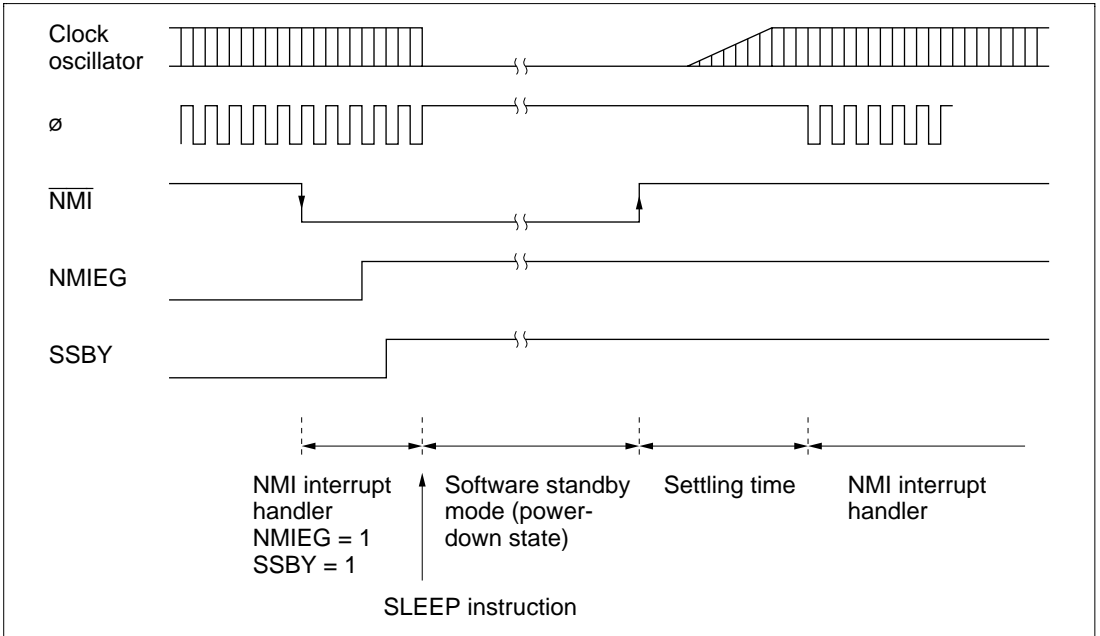 Clock
oscillator
ø
NMI
NMIEG
SSBY
NMI interrupt
handler
NMIEG = 1
SSBY = 1
Software standby
mode (power-
down state)
Settling time
NMI interrupt
handler
SLEEP instruction